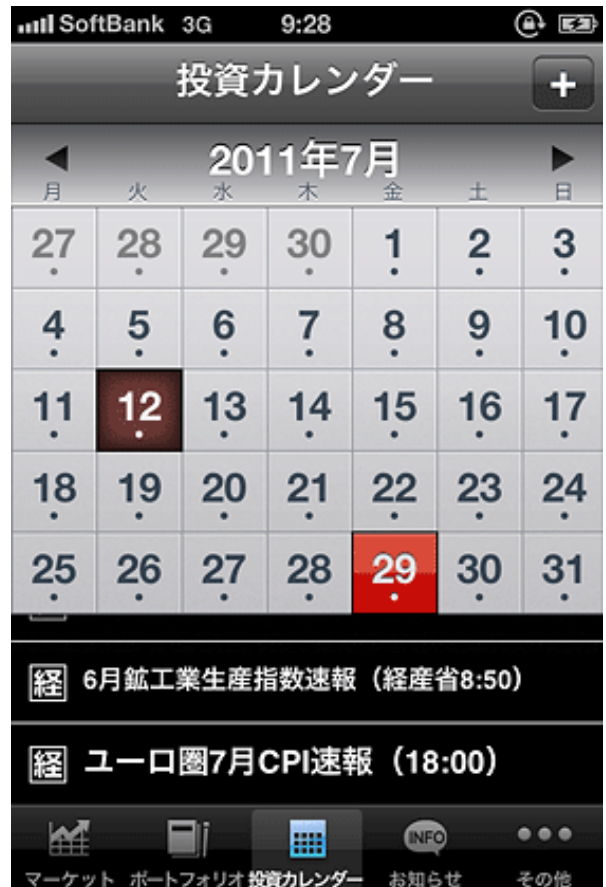 SoftBank 3G 9:28
投資カレンダー +
2011年7月
月 火 水 木 金 土 日
27 28 29 30 1 2 3
4 5 6 7 8 9 10
11 12 13 14 15 16 17
18 19 20 21 22 23 24
25 26 27 28 29 30 31
経 6月鉱工業生産指数速報（経産省8:50）
経 ユーロ圏7月CPI速報（18:00）
INFO
マーケット ポートフォリオ 投資カレンダー お知らせ その他